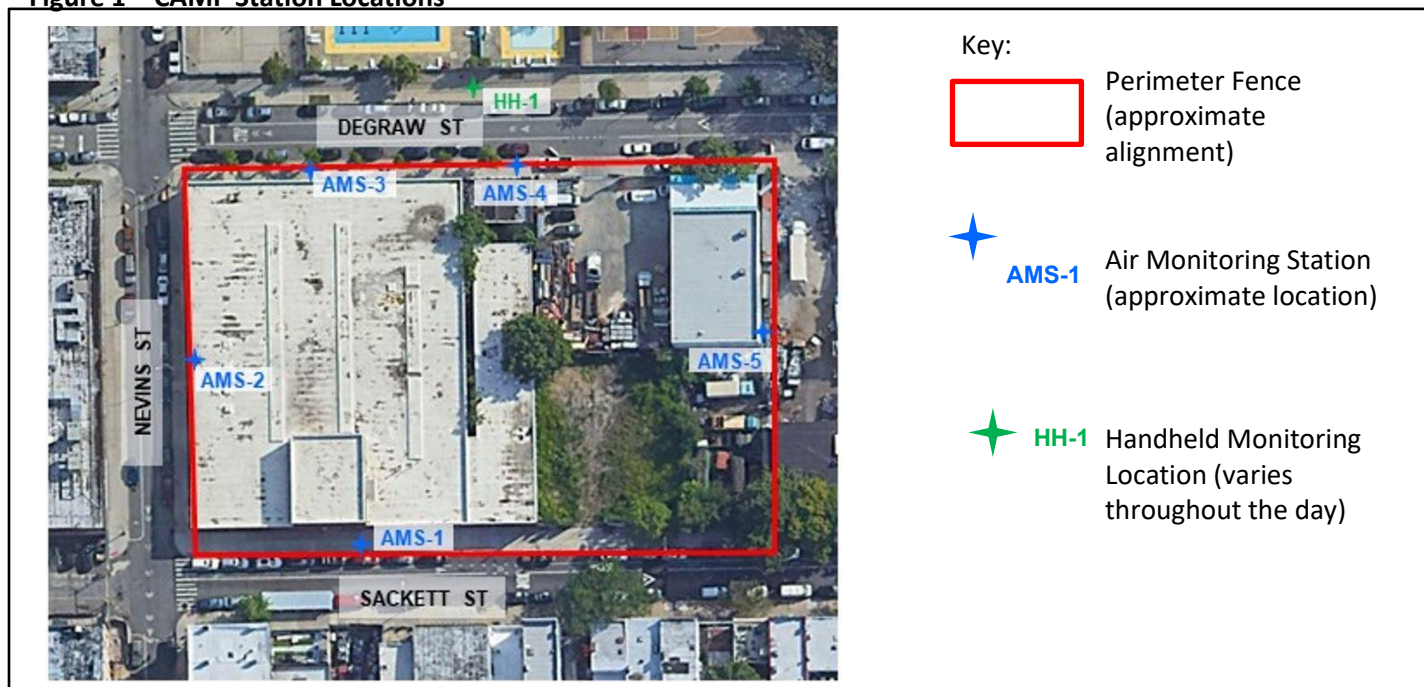 Figure 1 – CAMP Station Locations
HH-1
DEGRAW ST
AMS-3
AMS-4
NEVINS ST
AMS-2
AMS-5
AMS-1
SACKETT ST
Key:
Perimeter Fence
(approximate
alignment)
AMS-1
Air Monitoring Station
(approximate location)
HH-1
Handheld Monitoring
Location (varies
throughout the day)